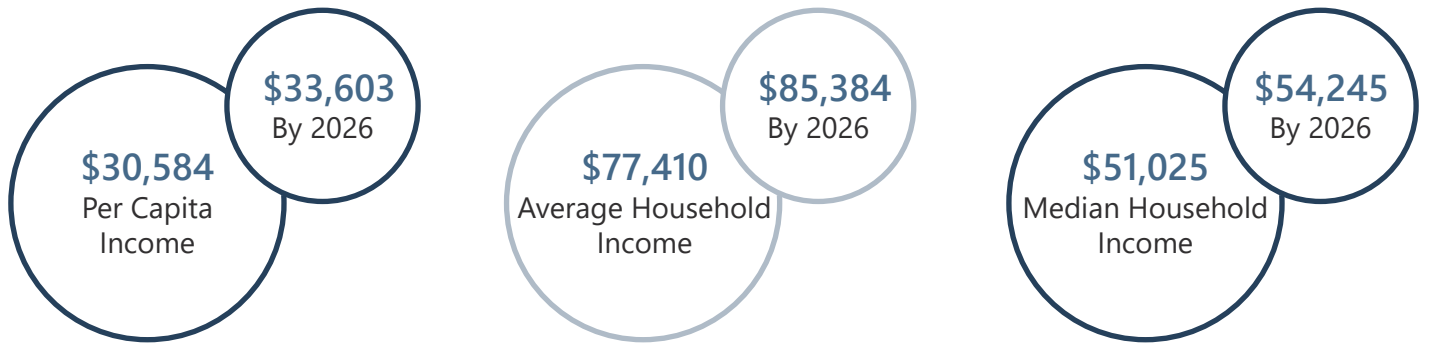 $33,603
By 2026
$30,584
Per Capita
Income
$85,384
By 2026
$77,410
Average Household
Income
$54,245
By 2026
$51,025
Median Household
Income